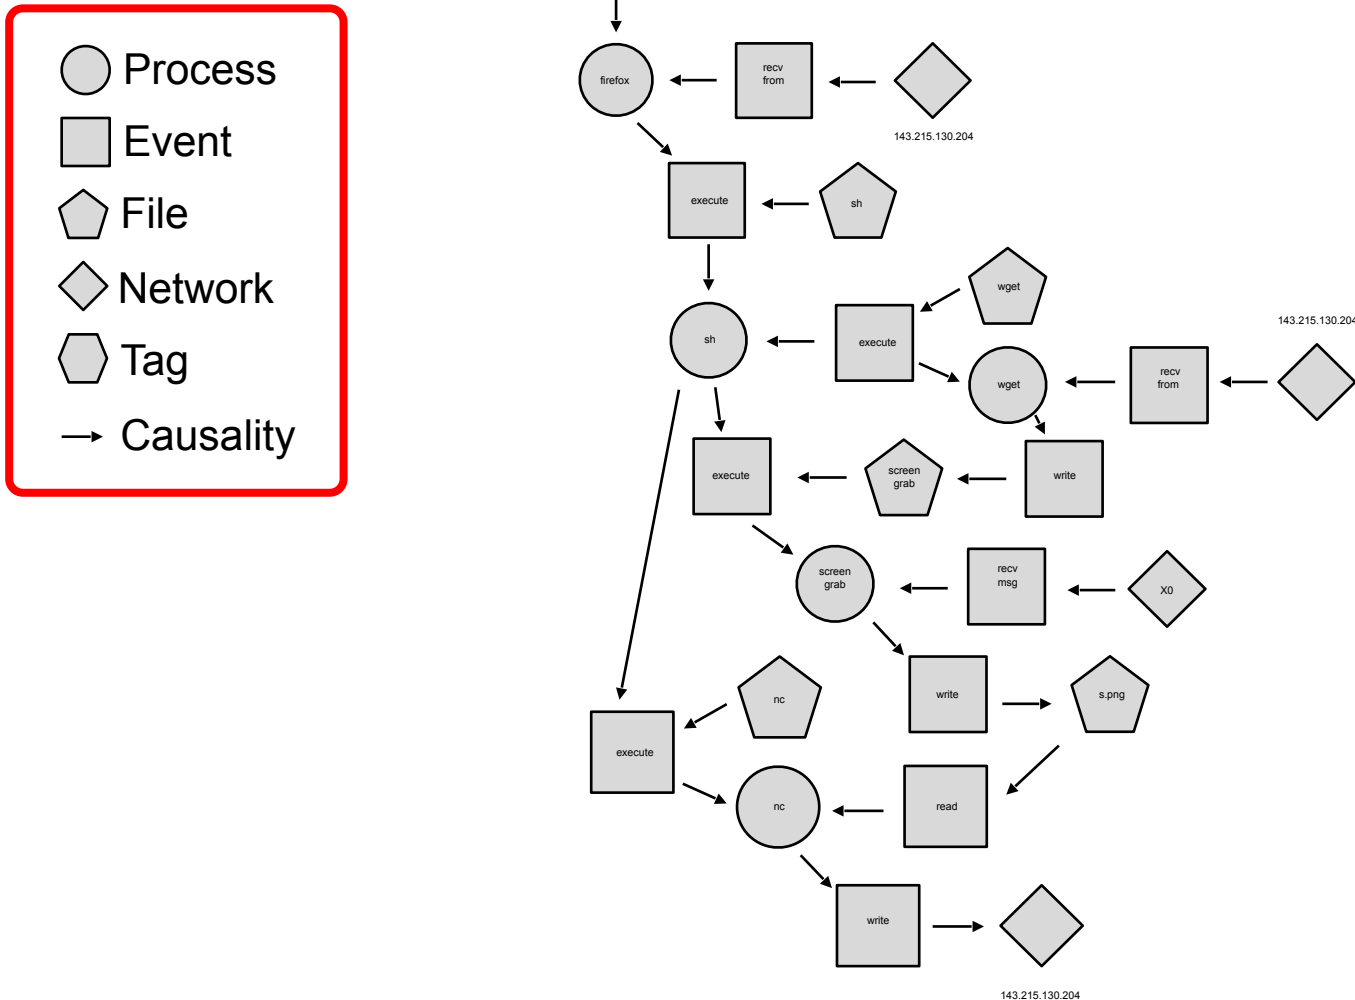 Process
Event
File
Network
Tag
Causality
firefox
recv
from
143.215.130.204
execute
sh
wget
sh
execute
143.215.130.204
wget
recv
from
execute
screen
grab
write
screen
grab
recv
msg
X0
nc
write
s.png
execute
nc
read
write
143.215.130.204